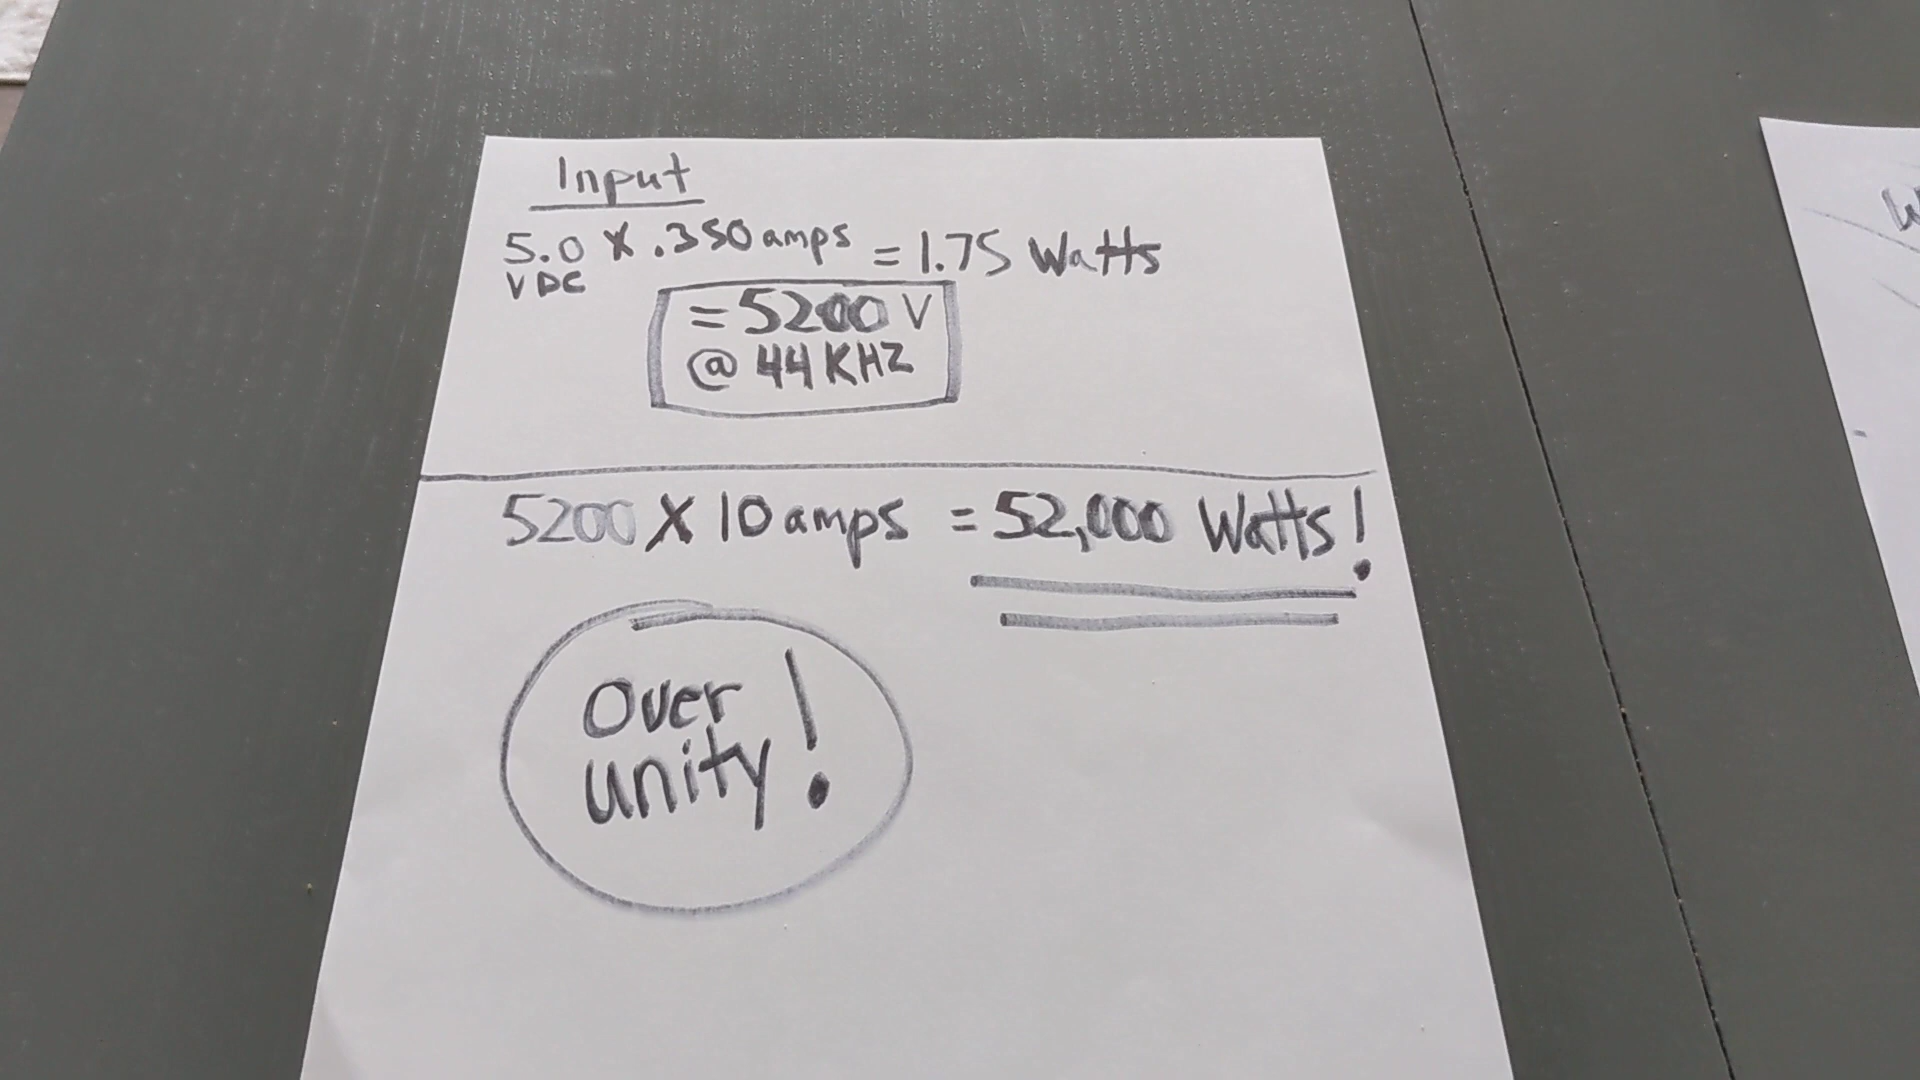 Input
5.0 X .350 amps = 1.75 Watts
VDC
= 5200 V
@ 44 KHZ
5200 X 10 amps = 52,000 Watts!
Over
unity!